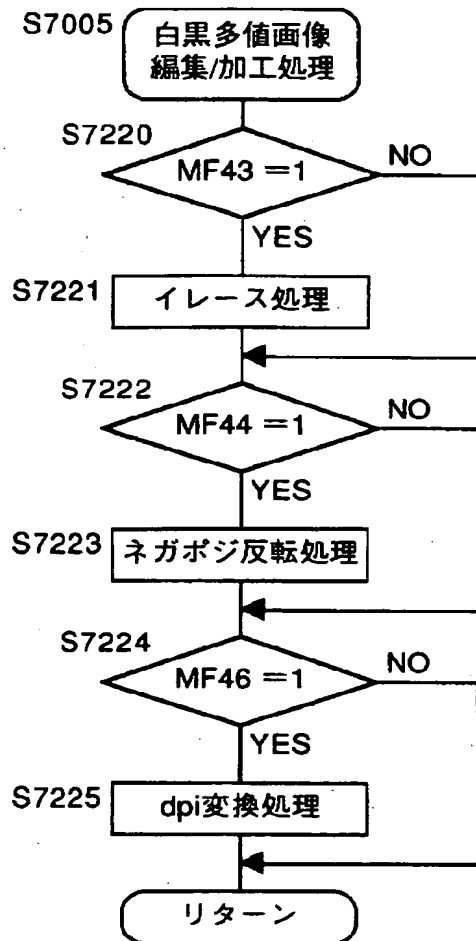 S7005
白黒多値画像
編集/加工処理
S7220
MF43 =1
NO
YES
S7221
イレース処理
S7222
MF44 =1
NO
YES
S7223
ネガポジ反転処理
S7224
MF46 =1
NO
YES
S7225
dpi変換処理
リターン